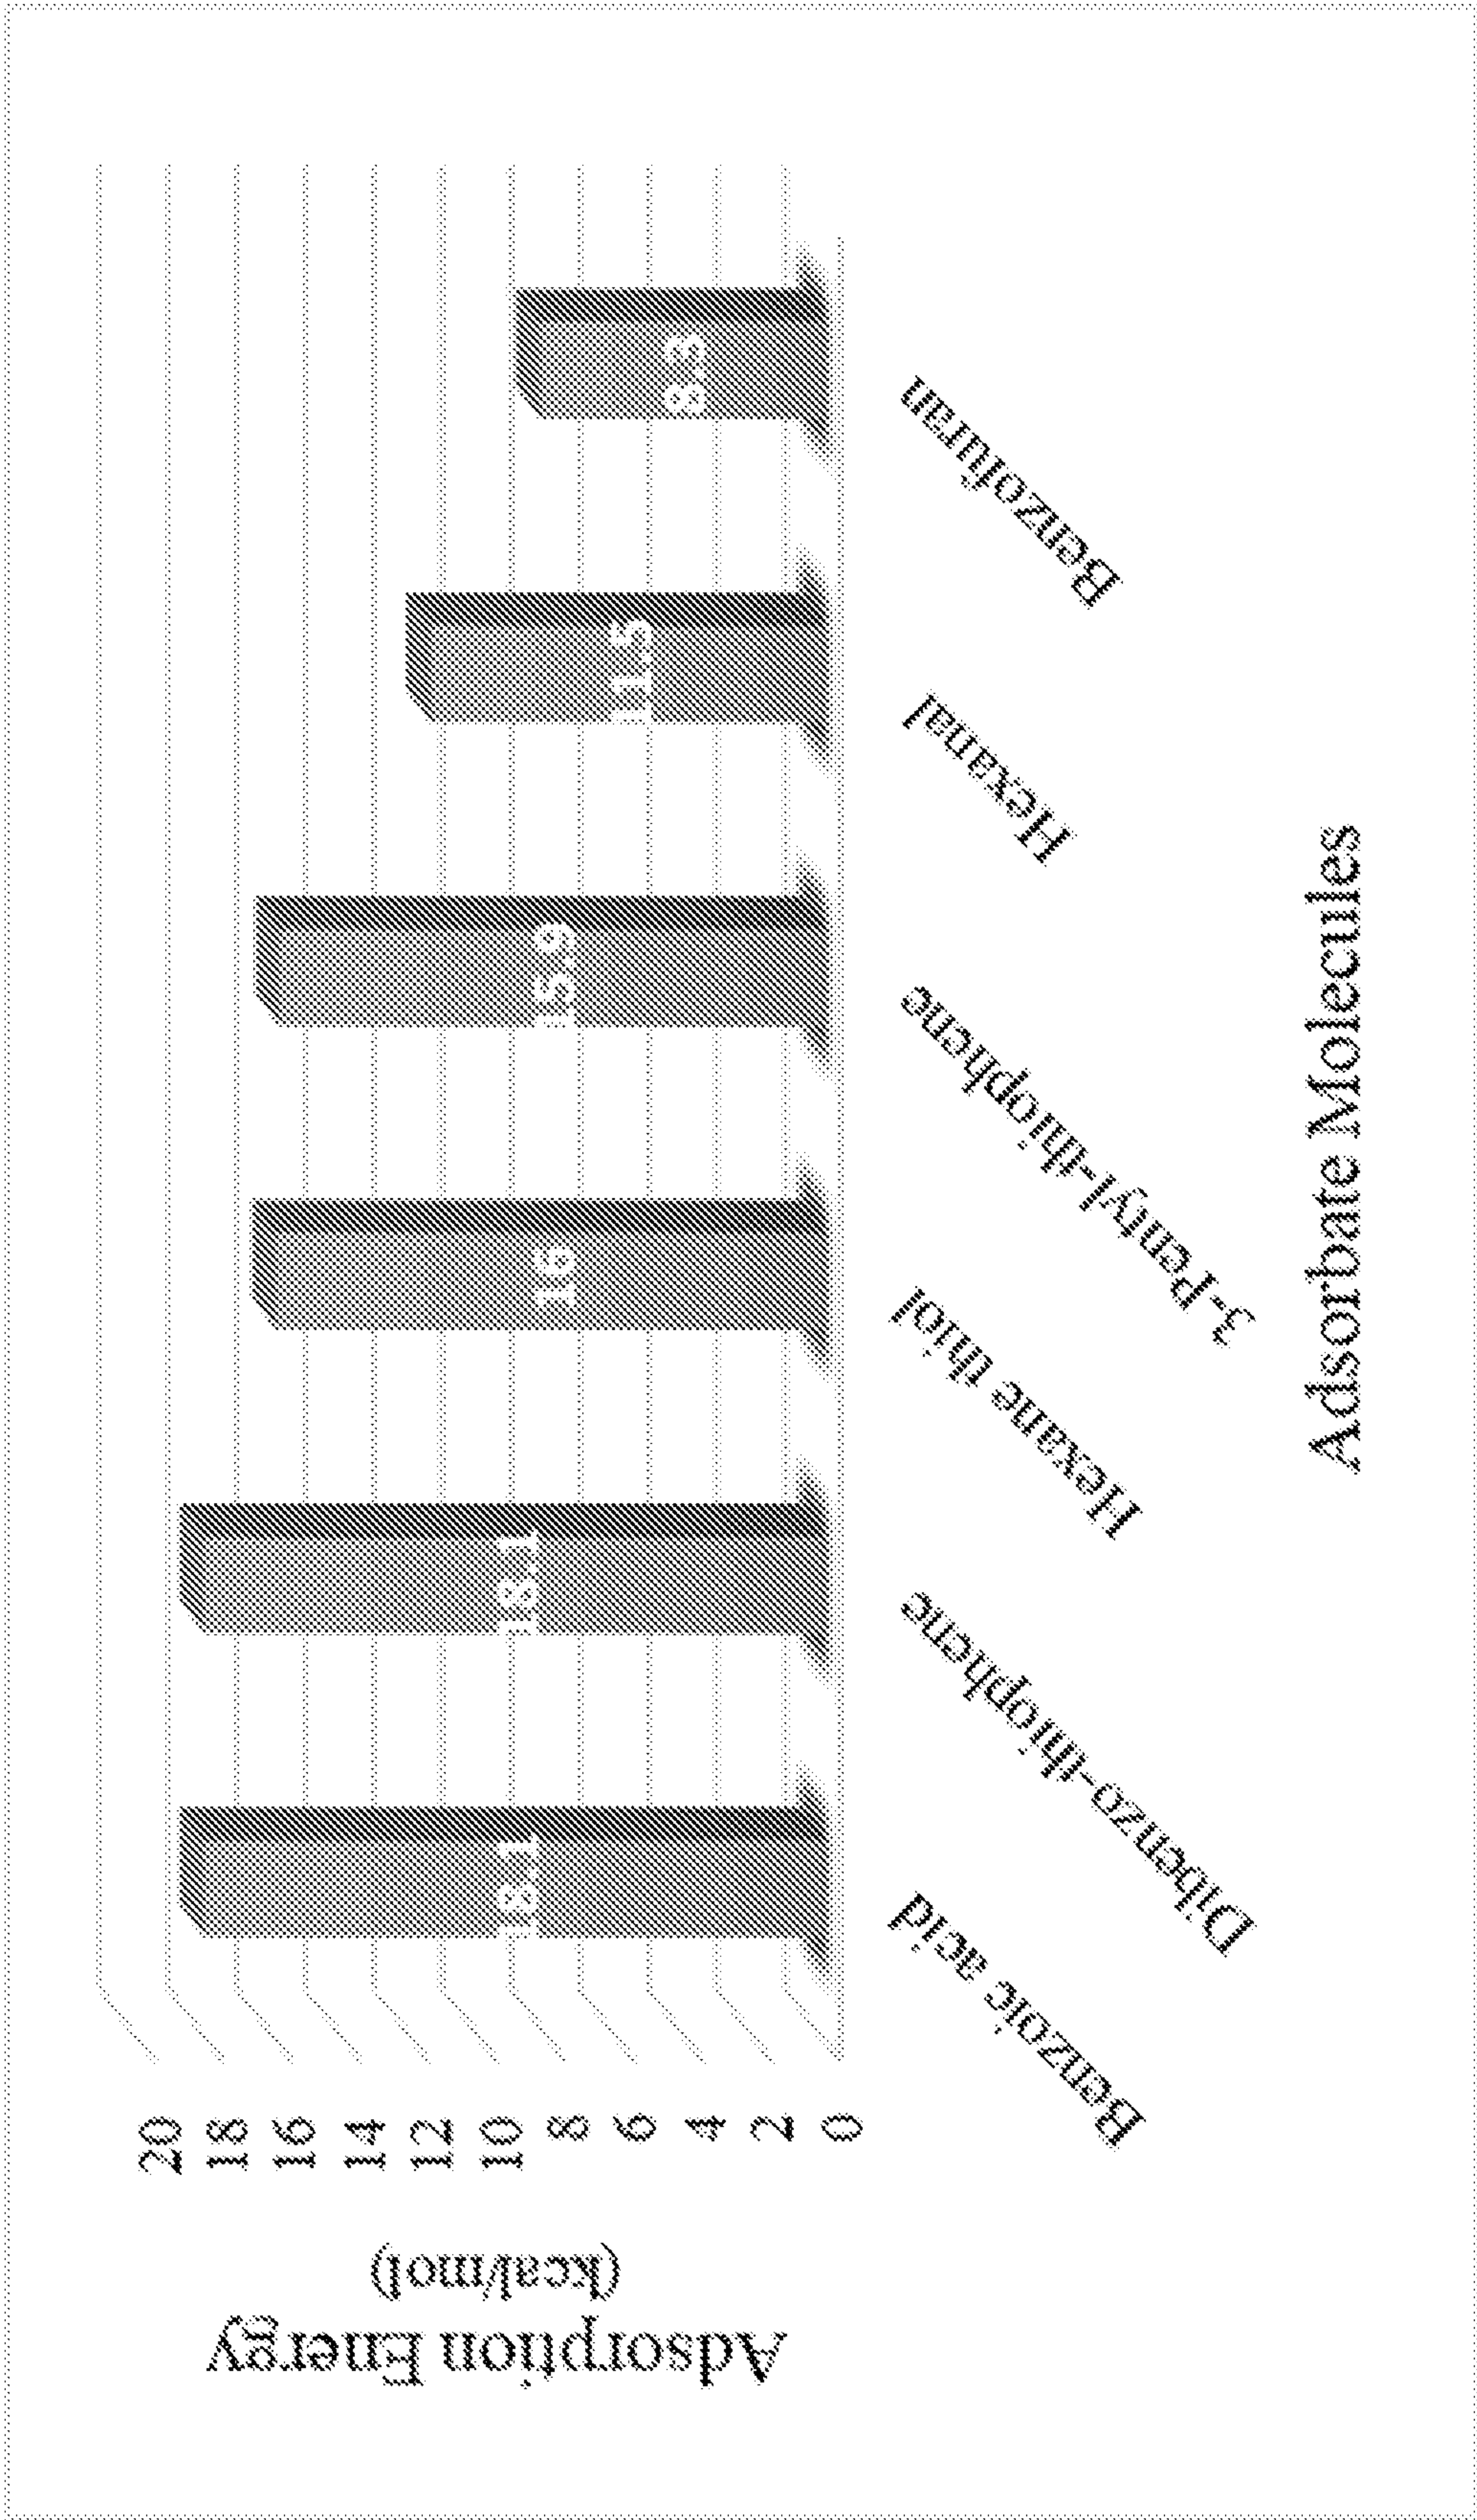 Adsorption Energy
(kcal/mol)
20
18
16
14
12
10
8
6
4
2
0
18.1
18.1
16
15.9
11.5
8.3
Benzoic acid
Dibenzo-thiophene
Hexane thiol
3-Pentyl-thiophene
Hexanal
Benzofuran
Adsorbate Molecules